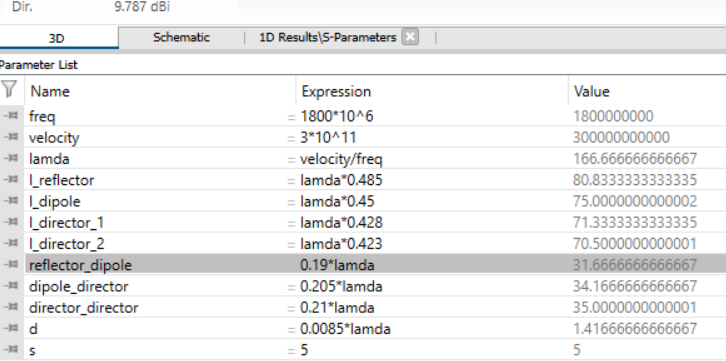 Dir. 9.787 dBi
3D Schematic 1D Results\S-Parameters
Parameter List
Name Expression Value
freq = 1800*10^6 1800000000
velocity = 3*10^11 300000000000
lamda = velocity/freq 166.666666666667
l_reflector = lamda*0.485 80.8333333333335
l_dipole = lamda*0.45 75.0000000000002
l_director_1 = lamda*0.428 71.3333333333335
l_director_2 = lamda*0.423 70.5000000000001
reflector_dipole = 0.19*lamda 31.6666666666667
dipole_director = 0.205*lamda 34.1666666666667
director_director = 0.21*lamda 35.0000000000001
d = 0.0085*lamda 1.41666666666667
s = 5 5